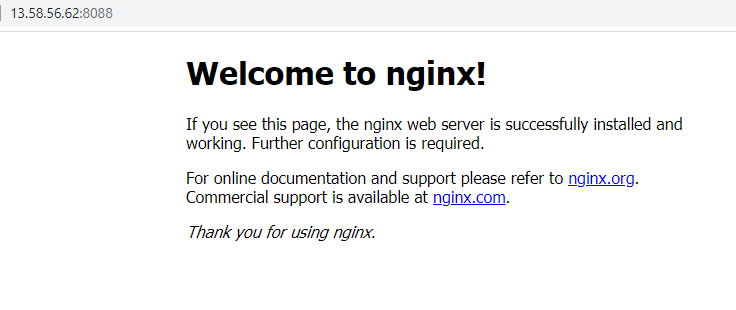 13.58.56.62:8088
Welcome to nginx!
If you see this page, the nginx web server is successfully installed and
working. Further configuration is required.
For online documentation and support please refer to nginx.org.
Commercial support is available at nginx.com.
Thank you for using nginx.